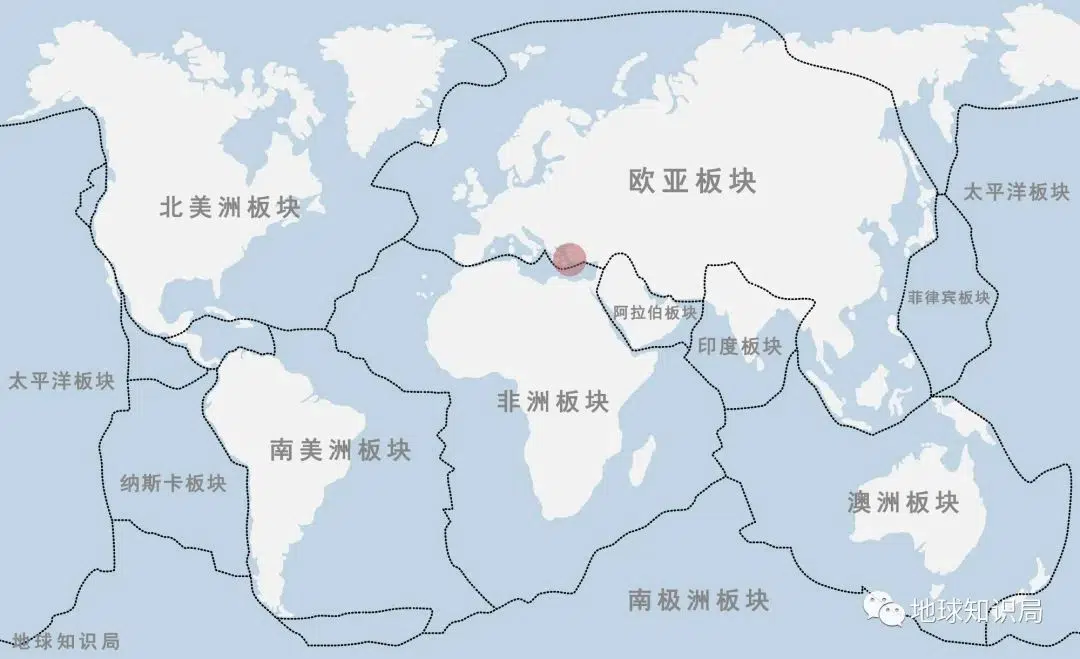 欧亚板块
太平洋板块
北美洲板块
菲律宾板块
阿拉伯板块
印度板块
太平洋板块
非洲板块
南美洲板块
纳斯卡板块
澳洲板块
南极洲板块
地球知识局
地球知识局